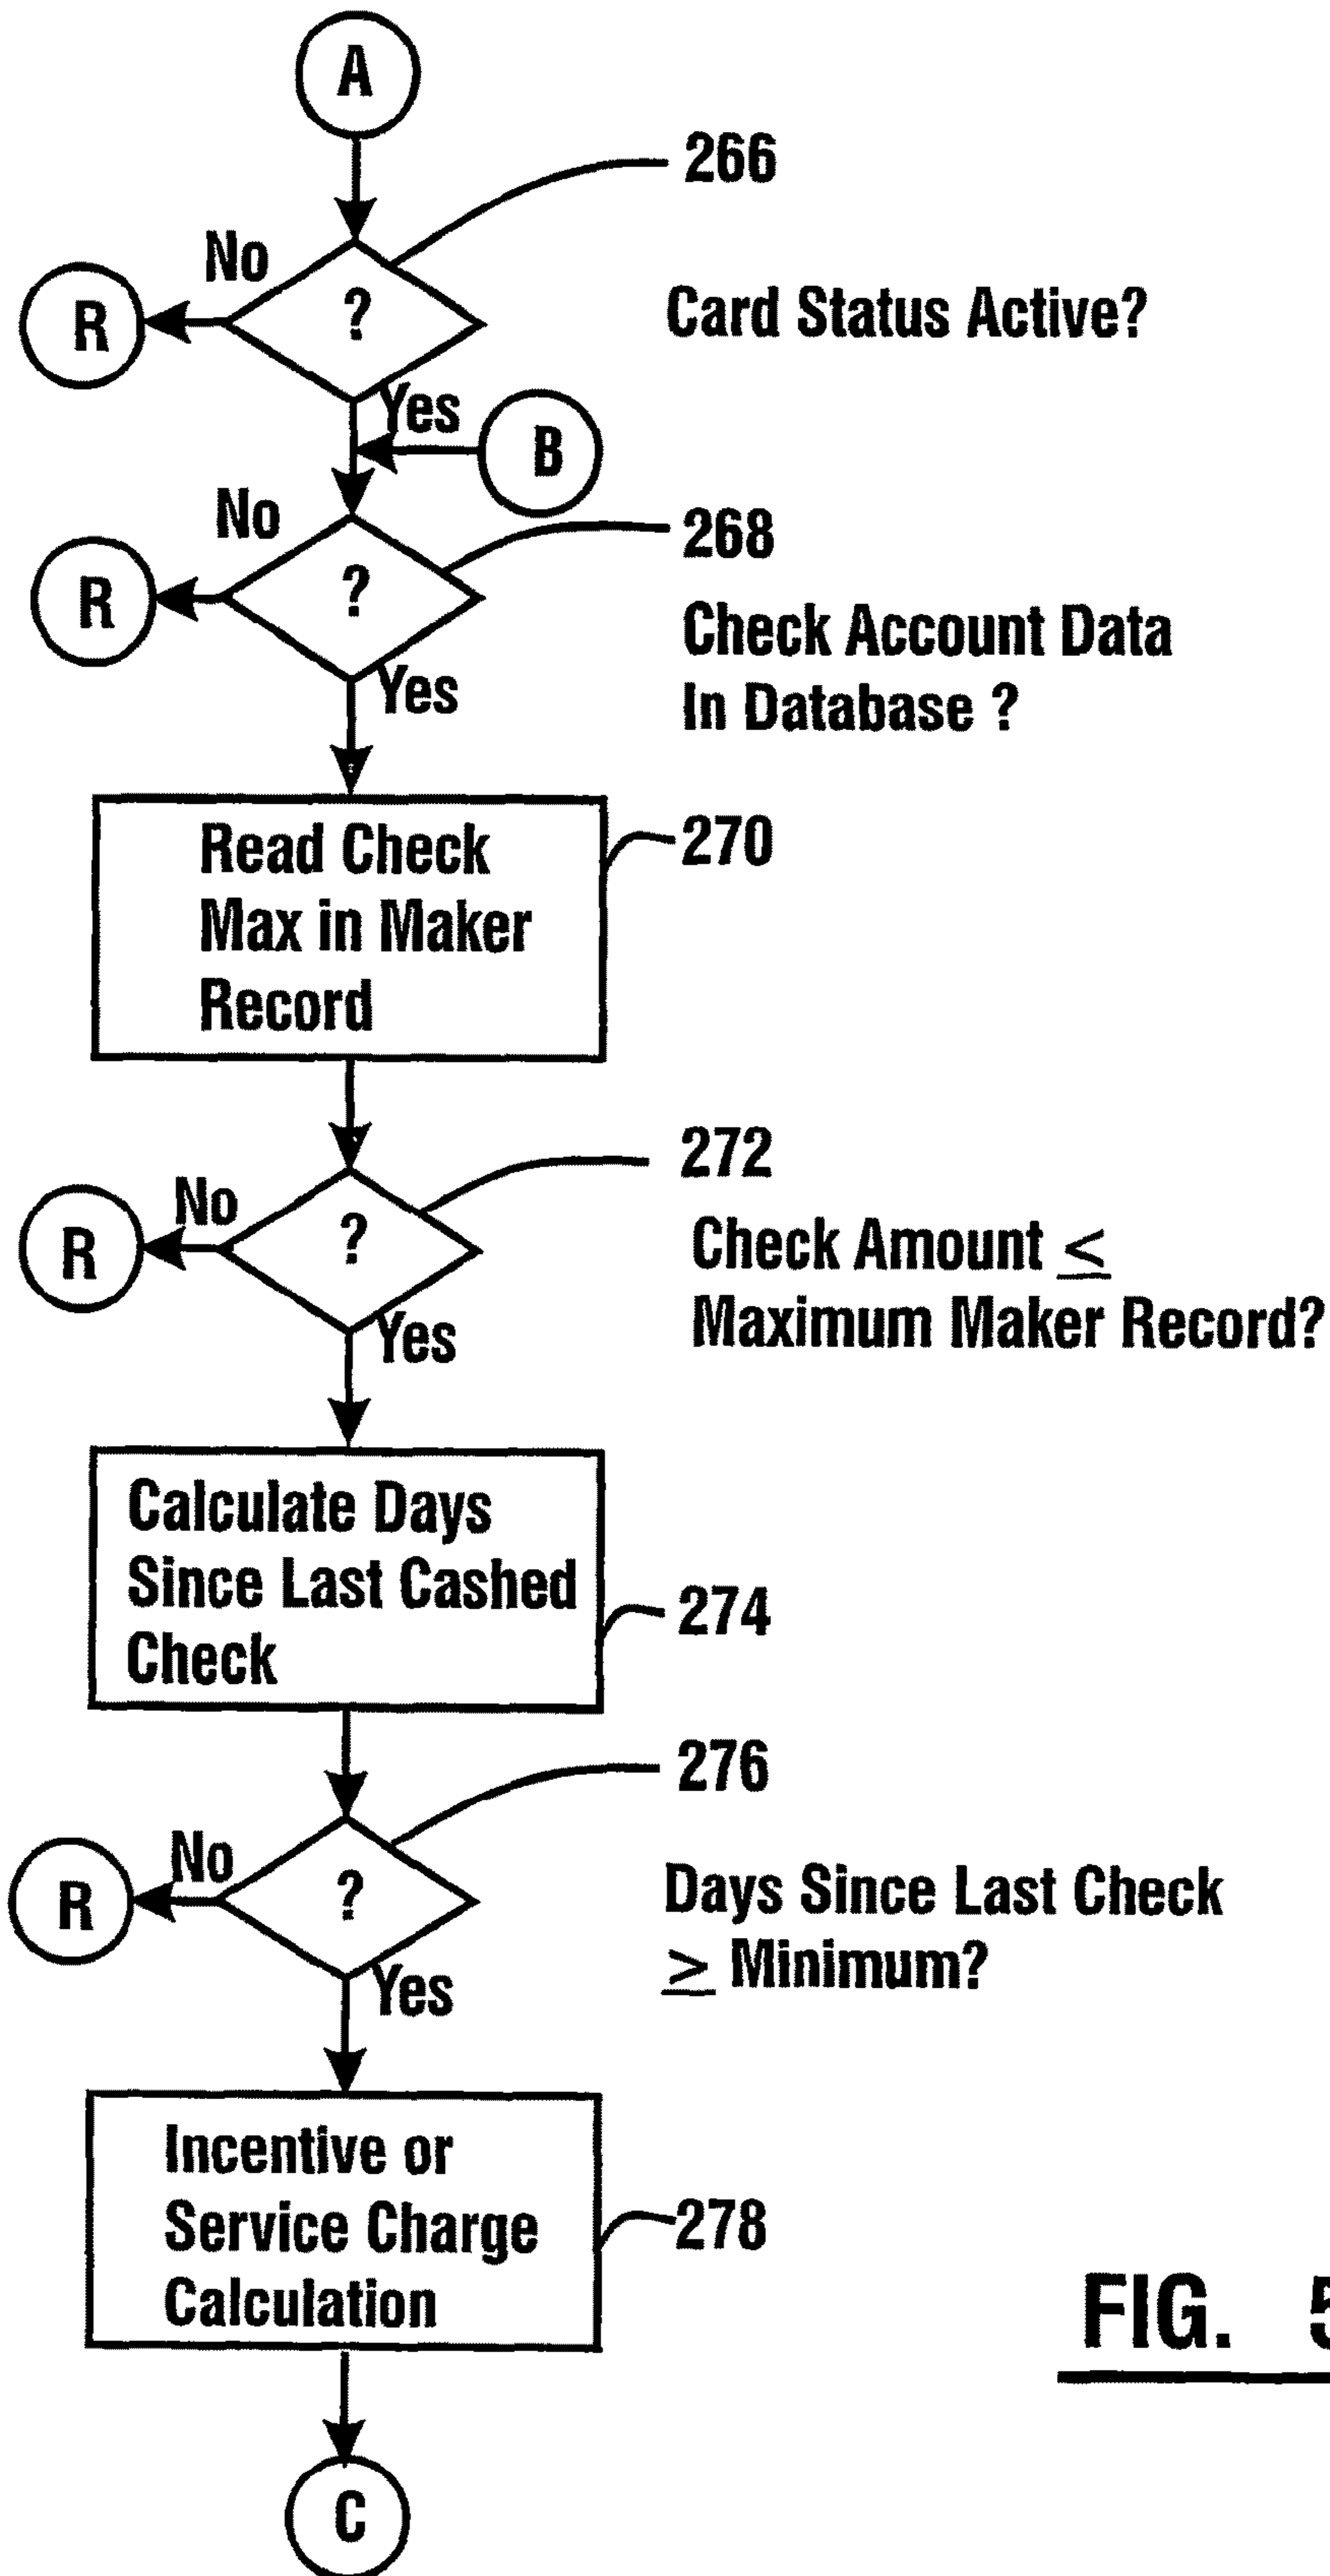 A
266
No
?
R
Card Status Active?
Yes
B
No
268
?
R
Check Account Data
In Database ?
Yes
Read Check
Max in Maker
Record
270
272
No
?
R
Check Amount ≤
Maximum Maker Record?
Yes
Calculate Days
Since Last Cashed
Check
274
276
No
?
R
Days Since Last Check
≥ Minimum?
Yes
Incentive or
Service Charge
Calculation
278
FIG.
C